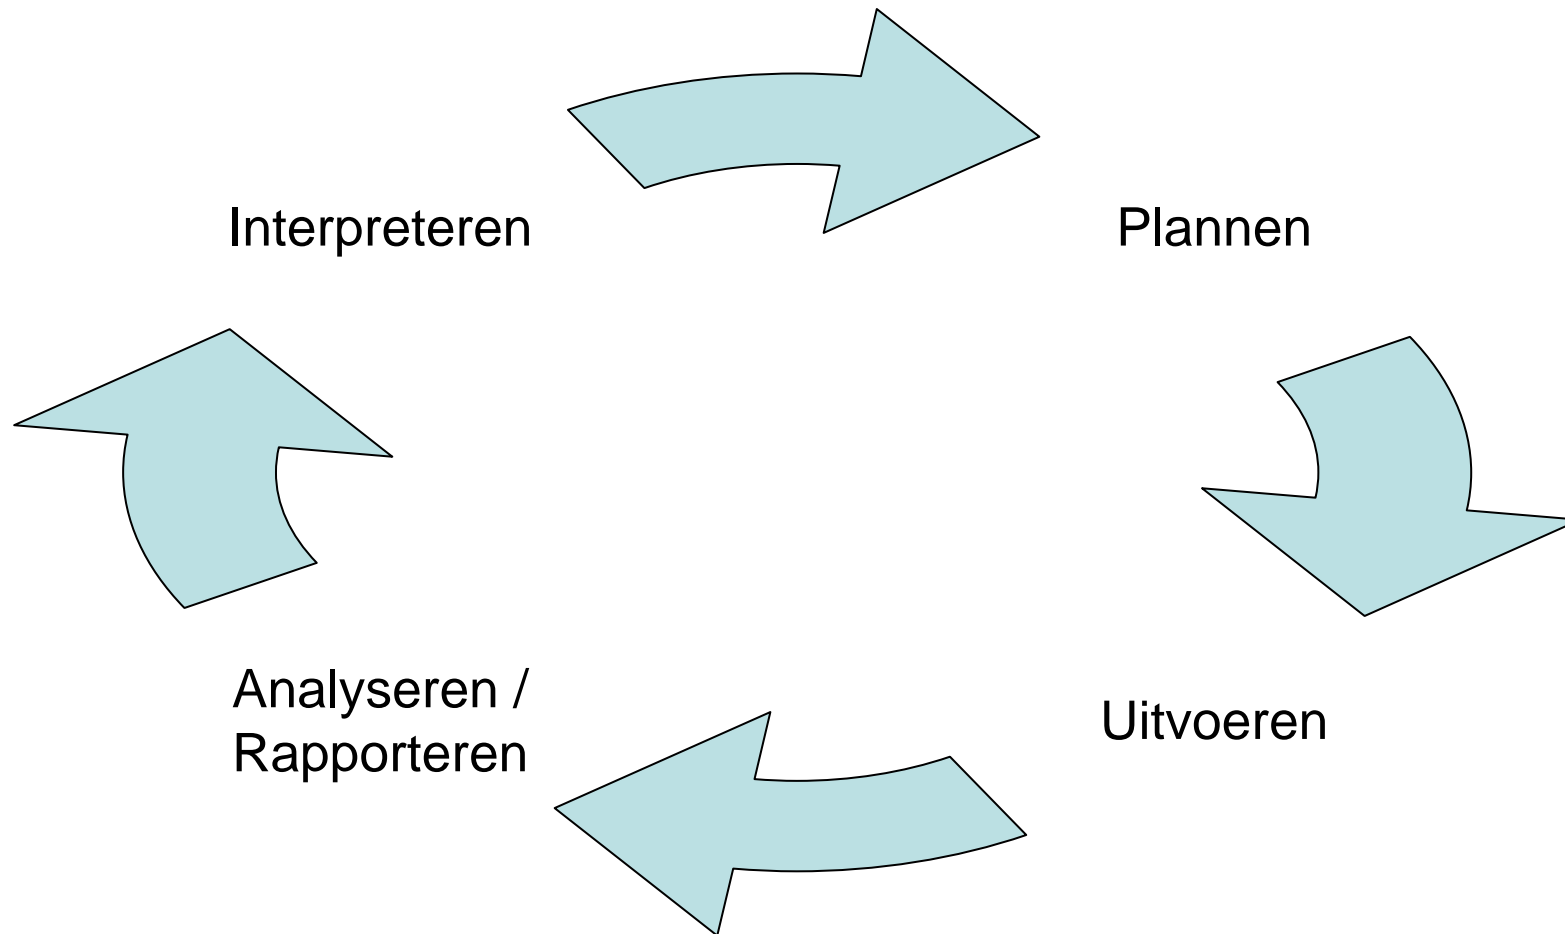 Interpreteren
Plannen
Analyseren /
Rapporteren
Uitvoeren